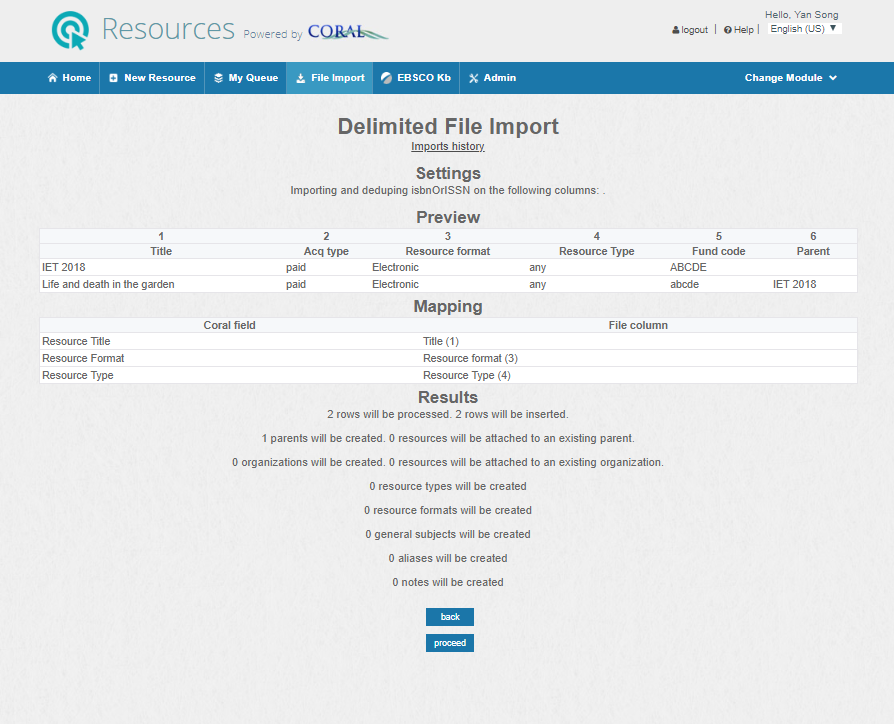 Hello, Yan Song
Resources Powered by CORAL
logout | Help | English (US) ▼
Home New Resource My Queue File Import EBSCO Kb Admin Change Module
Delimited File Import
Imports history
Settings
Importing and deduping isbnOrISSN on the following columns: .
Preview
1 2 3 4 5 6
Title Acq type Resource format Resource Type Fund code Parent
IET 2018 paid Electronic any ABCDE
Life and death in the garden paid Electronic any abcde IET 2018
Mapping
Coral field File column
Resource Title Title (1)
Resource Format Resource format (3)
Resource Type Resource Type (4)
Results
2 rows will be processed. 2 rows will be inserted.
1 parents will be created. 0 resources will be attached to an existing parent.
0 organizations will be created. 0 resources will be attached to an existing organization.
0 resource types will be created
0 resource formats will be created
0 general subjects will be created
0 aliases will be created
0 notes will be created
back
proceed